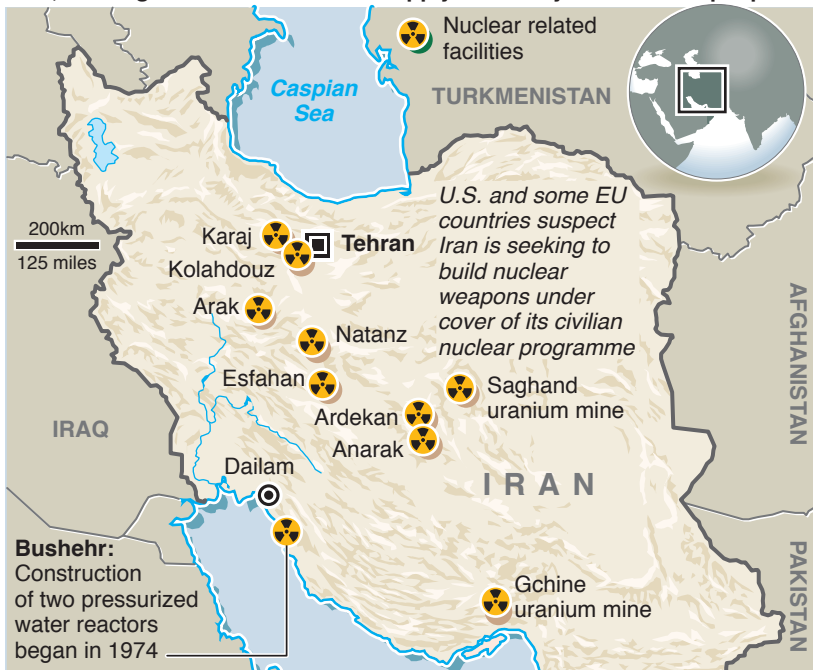 Nuclear related
facilities
Caspian
Sea
TURKMENISTAN
U.S. and some EU
countries suspect
Iran is seeking to
build nuclear
weapons under
cover of its civilian
nuclear programme
200km
125 miles
Karaj
Tehran
Kolahdouz
Arak
Natanz
Esfahan
Saghand
uranium mine
Ardekan
Anarak
AFGHANISTAN
IRAQ
Dailam
IRAN
Bushehr:
Construction
of two pressurized
water reactors
began in 1974
Gchine
uranium mine
PAKISTAN